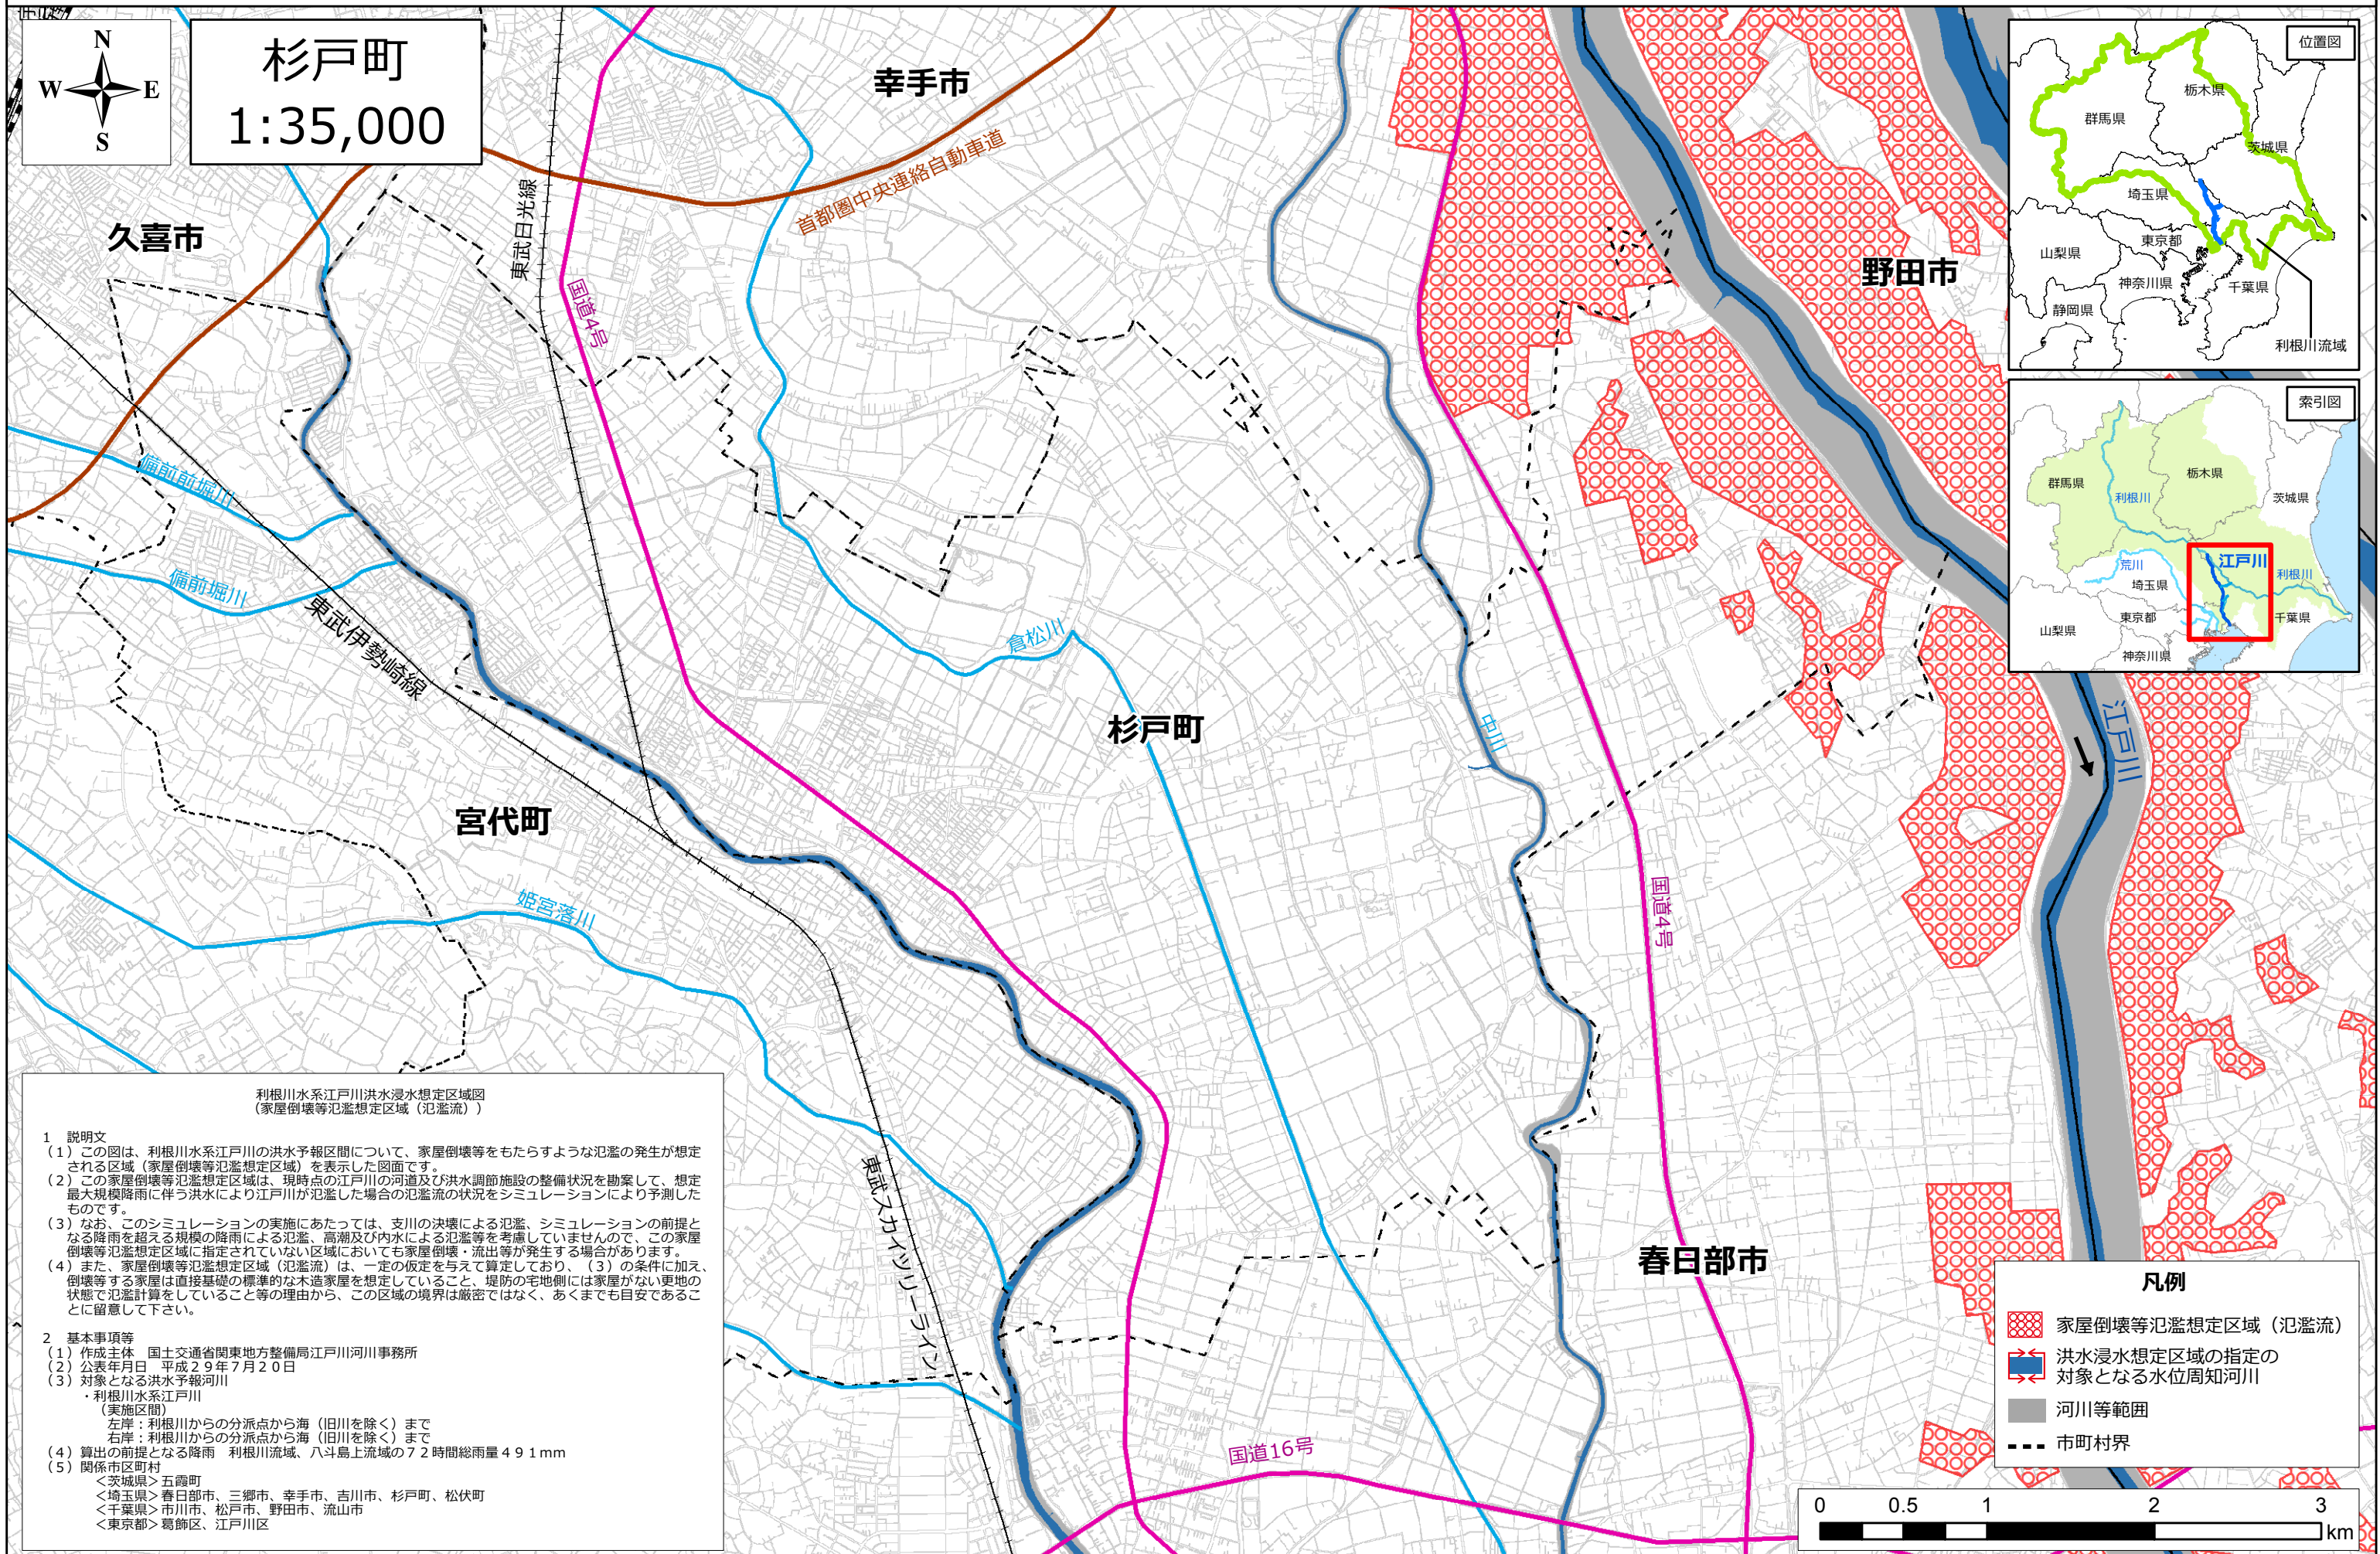 N
W
E
S
杉戸町
1:35,000
幸手市
久喜市
野田市
杉戸町
宮代町
春日部市
首都圏中央連絡自動車道
東武日光線
国道4号
備前前堀川
備前堀川
東武伊勢崎線
倉松川
中川
江戸川
姫宮落川
国道4号
東武スカイツリーライン
国道16号
位置図
栃木県
群馬県
茨城県
埼玉県
東京都
山梨県
神奈川県
千葉県
静岡県
利根川流域
索引図
栃木県
群馬県
利根川
茨城県
江戸川
荒川
利根川
埼玉県
東京都
千葉県
山梨県
神奈川県
利根川水系江戸川洪水浸水想定区域図
(家屋倒壊等氾濫想定区域(氾濫流))
1 説明文
(1)この図は、利根川水系江戸川の洪水予報区間について、家屋倒壊等をもたらすような氾濫の発生が想定
される区域(家屋倒壊等氾濫想定区域)を表示した図面です。
(2)この家屋倒壊等氾濫想定区域は、現時点の江戸川の河道及び洪水調節施設の整備状況を勘案して、想定
最大規模降雨に伴う洪水により江戸川が氾濫した場合の氾濫流の状況をシミュレーションにより予測した
ものです。
(3)なお、このシミュレーションの実施にあたっては、支川の決壊による氾濫、シミュレーションの前提と
なる降雨を超える規模の降雨による氾濫、高潮及び内水による氾濫等を考慮していませんので、この家屋
倒壊等氾濫想定区域に指定されていない区域においても家屋倒壊・流出等が発生する場合があります。
(4)また、家屋倒壊等氾濫想定区域(氾濫流)は、一定の仮定を与えて算定しており、(3)の条件に加え、
倒壊等する家屋は直接基礎の標準的な木造家屋を想定していること、堤防の宅地側には家屋がない更地の
状態で氾濫計算をしていること等の理由から、この区域の境界は厳密ではなく、あくまでも目安であるこ
とに留意して下さい。
2 基本事項等
(1)作成主体 国土交通省関東地方整備局江戸川河川事務所
(2)公表年月日 平成29年7月20日
(3)対象となる洪水予報河川
・利根川水系江戸川
(実施区間)
左岸:利根川からの分派点から海(旧川を除く)まで
右岸:利根川からの分派点から海(旧川を除く)まで
(4)算出の前提となる降雨 利根川流域、八斗島上流域の72時間総雨量491mm
(5)関係市区町村
<茨城県>五霞町
<埼玉県>春日部市、三郷市、幸手市、吉川市、杉戸町、松伏町
<千葉県>市川市、松戸市、野田市、流山市
<東京都>葛飾区、江戸川区
凡例
家屋倒壊等氾濫想定区域(氾濫流)
洪水浸水想定区域の指定の
対象となる水位周知河川
河川等範囲
市町村界
0 0.5 1 2 3
km